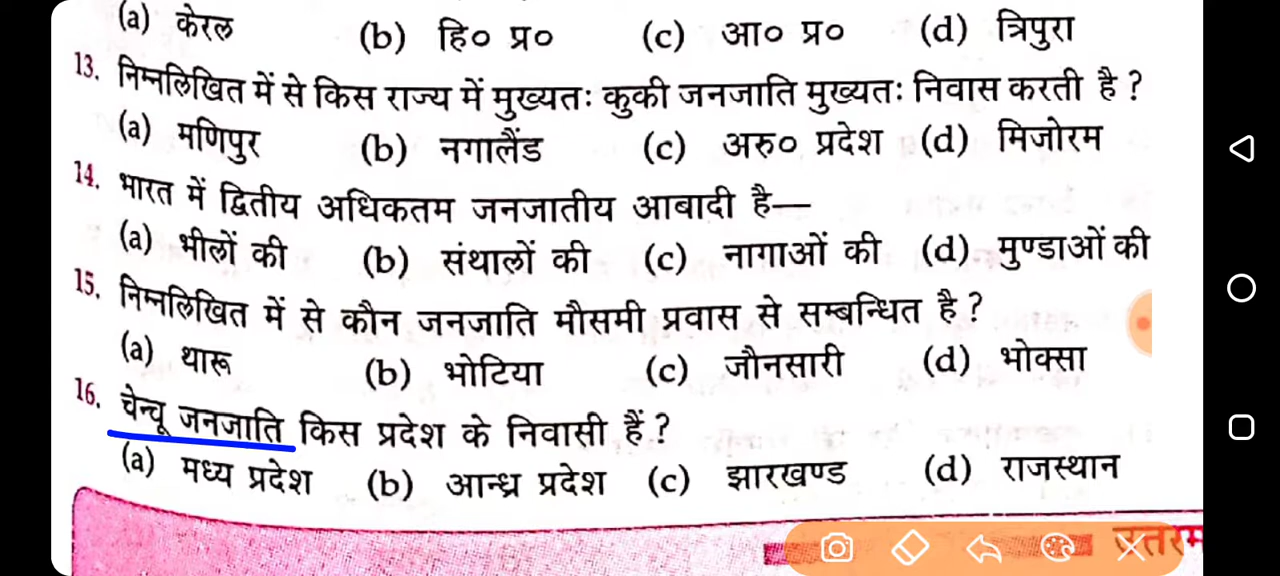 (a) केरल (b) हि० प्र० (c) आ० प्र० (d) त्रिपुरा
13. निम्नलिखित में से किस राज्य में मुख्यतः कुकी जनजाति मुख्यतः निवास करती है ?
(a) मणिपुर (b) नगालैंड (c) अरु० प्रदेश (d) मिजोरम
14. भारत में द्वितीय अधिकतम जनजातीय आबादी है—
(a) भीलों की (b) संथालों की (c) नागाओं की (d) मुण्डाओं की
15. निम्नलिखित में से कौन जनजाति मौसमी प्रवास से सम्बन्धित है ?
(a) थारू (b) भोटिया (c) जौनसारी (d) भोक्सा
16. चेन्चू जनजाति किस प्रदेश के निवासी हैं ?
(a) मध्य प्रदेश (b) आन्ध्र प्रदेश (c) झारखण्ड (d) राजस्थान